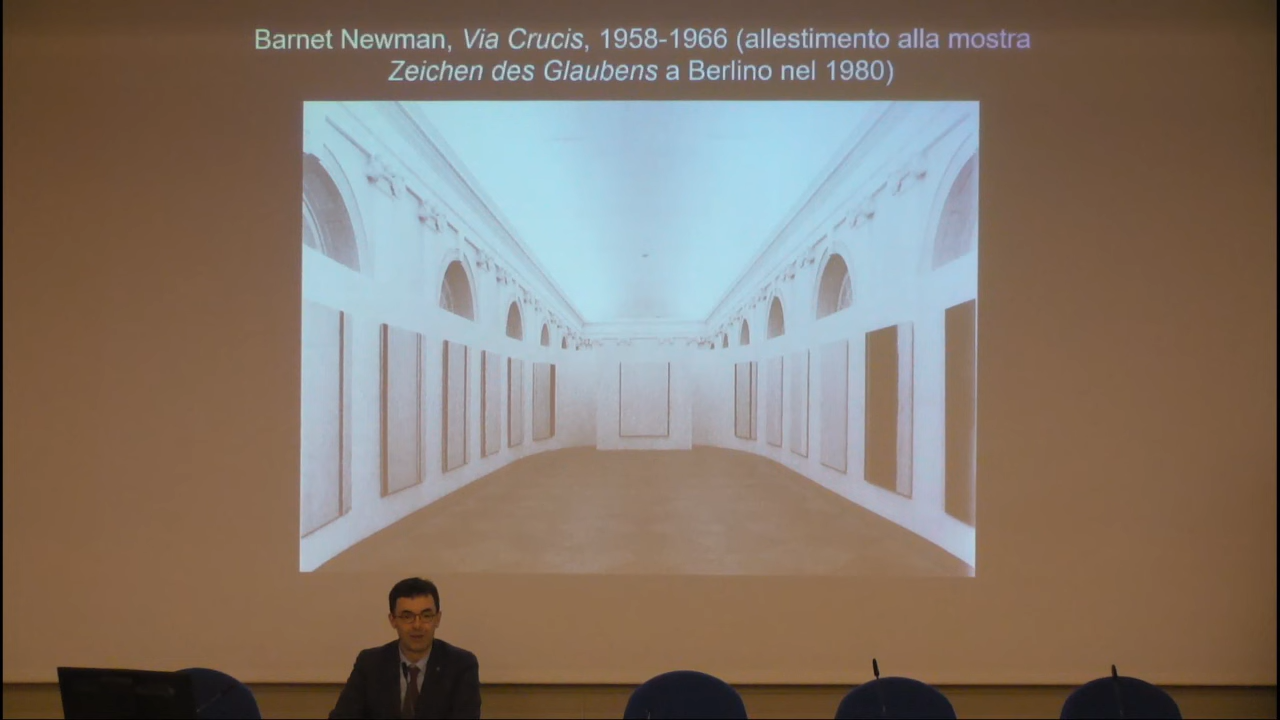 Barnet Newman, Via Crucis, 1958-1966 (allestimento alla mostra
Zeichen des Glaubens a Berlino nel 1980)